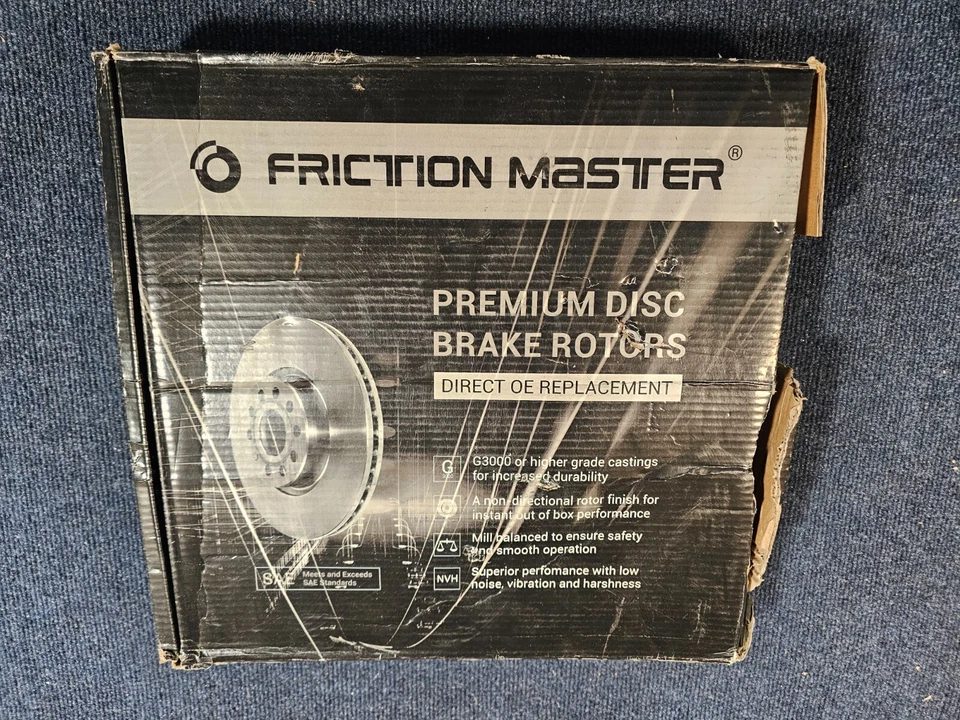 FRICTION MASTER®
PREMIUM DISC
BRAKE ROTORS
DIRECT OE REPLACEMENT
G
G3000 or higher grade castings
for increased durability
A non-directional rotor finish for
instant out of box performance
Mill balanced to ensure safety
and smooth operation
NVH
Superior perfomance with low
noise, vibration and harshness
SAE
Meets and Exceeds
SAE Standards